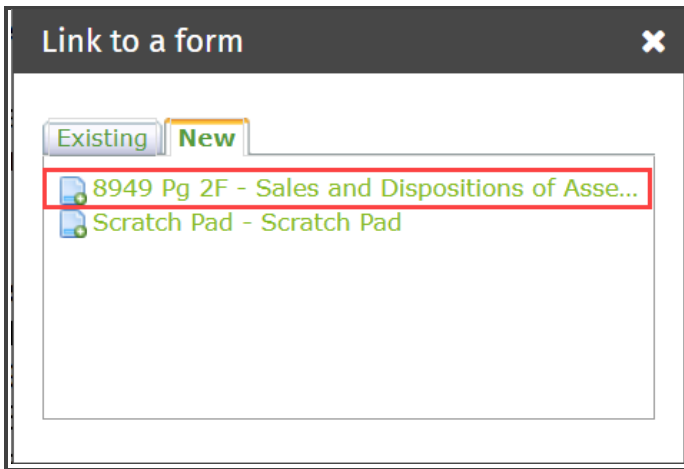 Link to a form
Existing New
8949 Pg 2F - Sales and Dispositions of Asse...
Scratch Pad - Scratch Pad